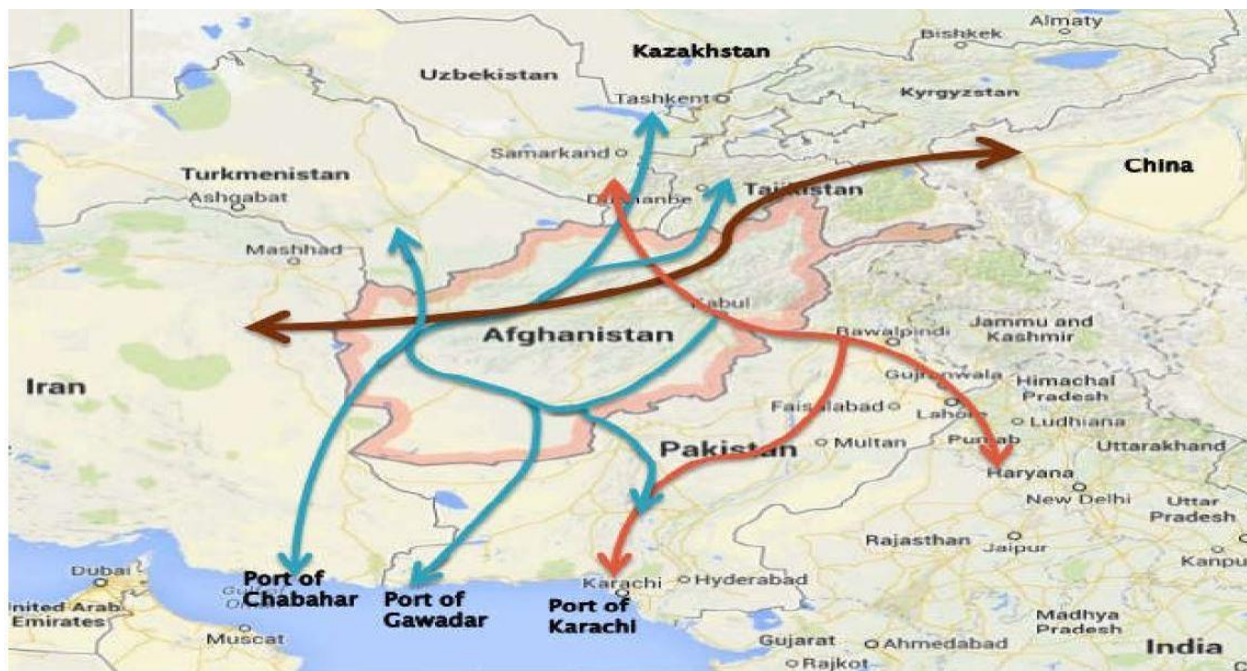 Almaty
Bishkek
Kazakhstan
Uzbekistan
Kyrgyzstan
Tashkent
Samarkand
China
Turkmenistan
Tajikistan
Ashgabat
Mashhad
Kabul
Afghanistan
Rawalpindi
Jammu and
Kashmir
Iran
Gujranwala
Himachal
Pradesh
Faisalabad
Lahore
Ludhiana
Pakistan
Multan
Punjab
Uttarakhand
Haryana
New Delhi
Uttar
Pradesh
Rajasthan
Jaipur
Kanpu
Dubai
Port of
Chabahar
Port of
Gawadar
Karachi
Hyderabad
Port of
Karachi
United Arab
Emirates
Muscat
Madhya
Pradesh
Gujarat
Ahmedabad
India
Rajkot